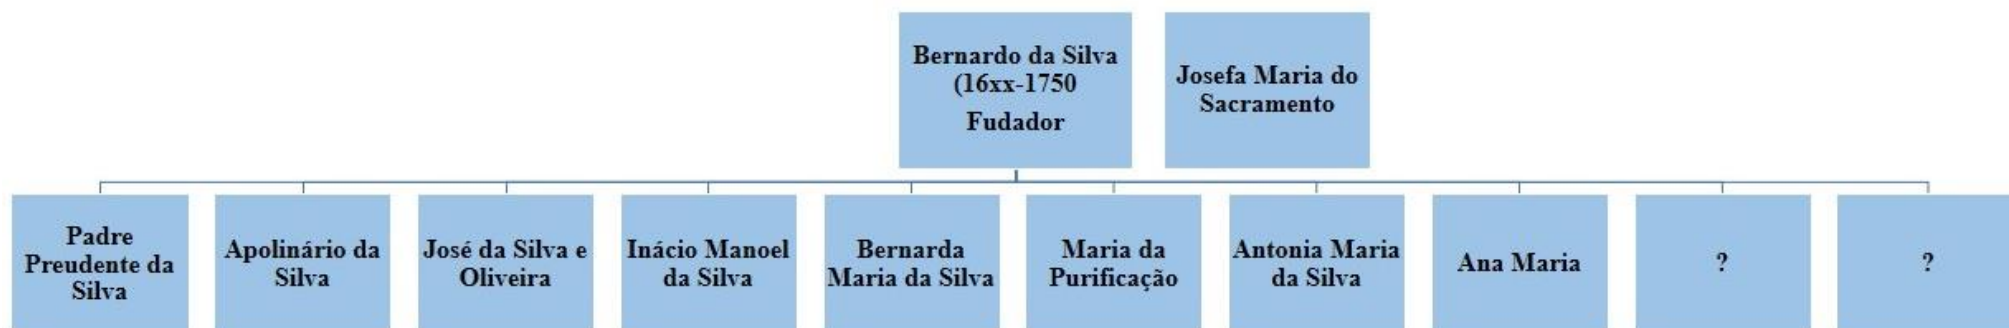 Bernardo da Silva
(16xx-1750
Fudador
Josefa Maria do
Sacramento
Padre
Preudente da
Silva
Apolinário da
Silva
José da Silva e
Oliveira
Inácio Manoel
da Silva
Bernarda
Maria da Silva
Maria da
Purificação
Antonia Maria
da Silva
Ana Maria
?
?